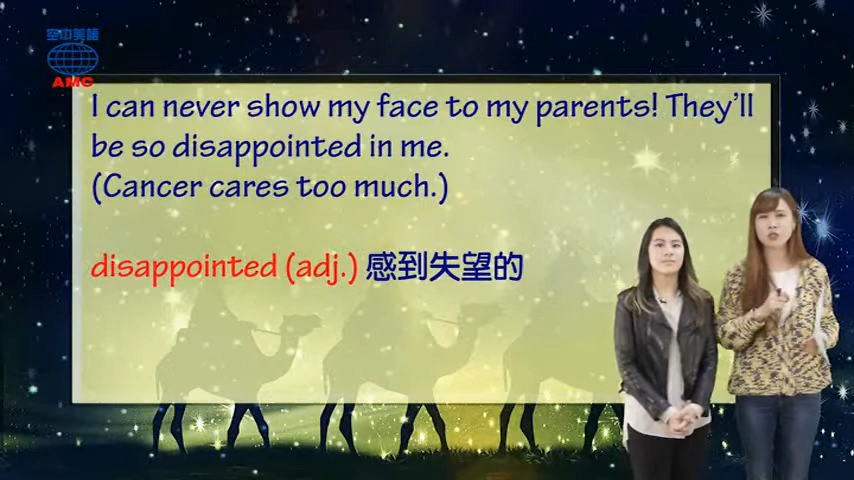 空中美語
AMC
I can never show my face to my parents! They'll
be so disappointed in me.
(Cancer cares too much.)
disappointed (adj.) 感到失望的